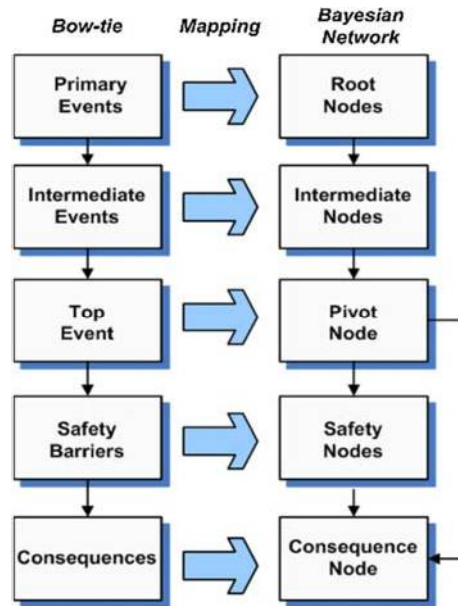 Bow-tie
Mapping
Bayesian
Network
Primary
Events
Root
Nodes
Intermediate
Events
Intermediate
Nodes
Top
Event
Pivot
Node
Safety
Barriers
Safety
Nodes
Consequences
Consequence
Node